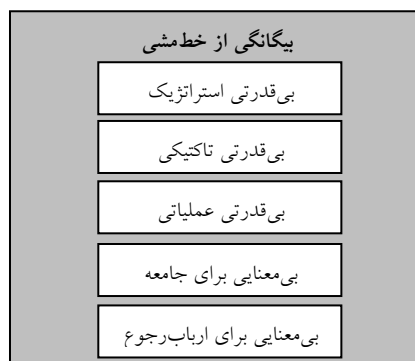 بیگانگی از خط‌مشی
بی‌قدرتی استراتژیک
بی‌قدرتی تاکتیکی
بی‌قدرتی عملیاتی
بی‌معنایی برای جامعه
بی‌معنایی برای ارباب‌رجوع